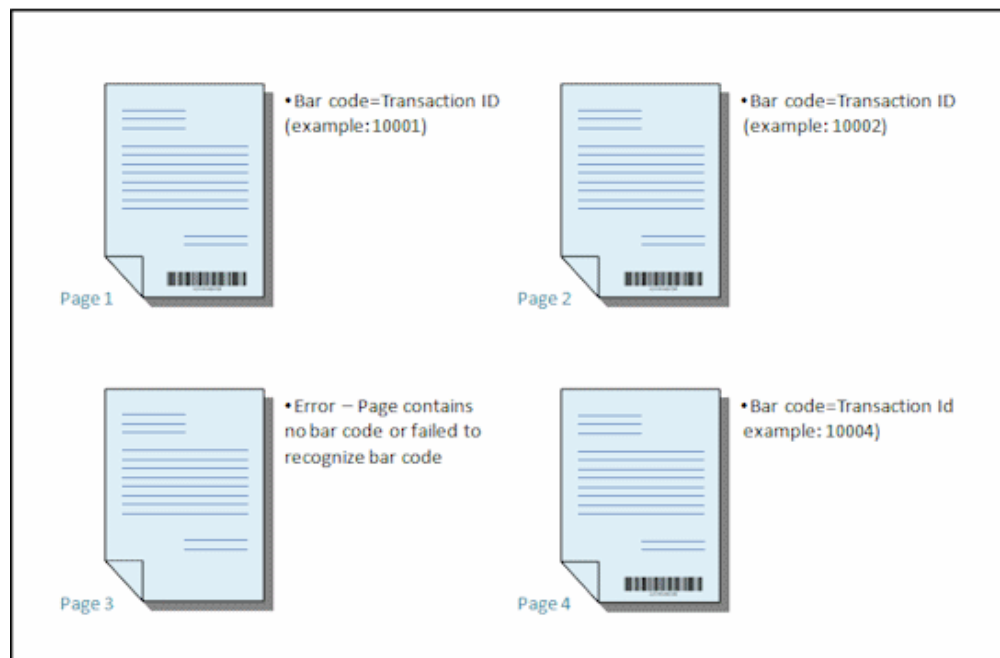 •Bar code=Transaction ID
(example: 10001)
Page 1
•Bar code=Transaction ID
(example: 10002)
Page 2
•Error – Page contains
no bar code or failed to
recognize bar code
Page 3
•Bar code=Transaction Id
example: 10004)
Page 4